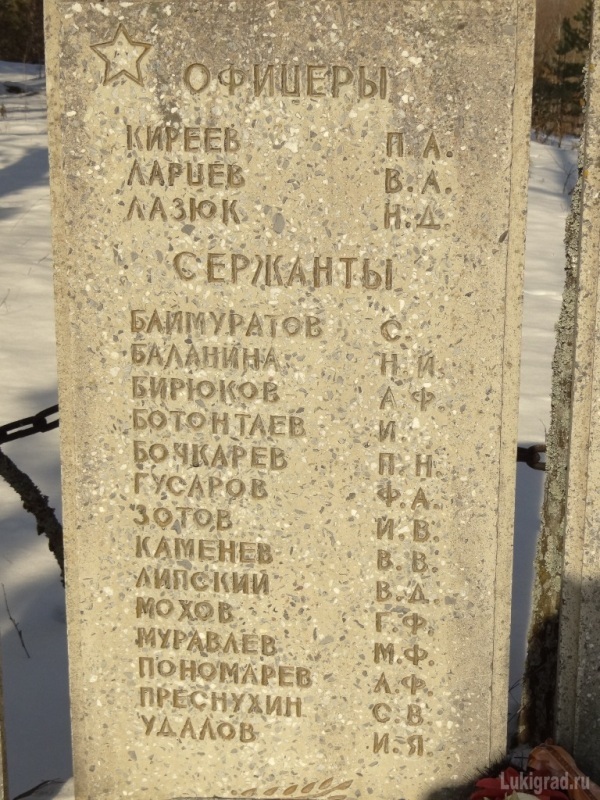 ОФИЦЕРЫ
КИРЕЕВ П.А.
ЛАРЦЕВ В.А.
ЛАЗЮК Н.Д.
СЕРЖАНТЫ
БАЙМУРАТОВ С.
БАЛАНИНА Н.Й.
БИРЮКОВ А Ф.
БОТОНТАЕВ И.
БОЧКАРЕВ П.Н.
ГУСАРОВ Ф.А.
ЗОТОВ Й.В.
КАМЕНЕВ В.В.
ЛИПСКИЙ В.Д.
МОХОВ Г.Ф.
МУРАВЛЕВ М.Ф.
ПОНОМАРЕВ А.Ф.
ПРЕСНУХИН С.В.
УДАЛОВ И.Я.
Lukigrad.ru